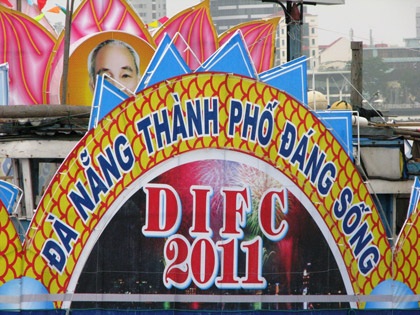 ĐÀ NẴNG THÀNH PHỐ ĐÁNG SỐNG
DIFC
2011